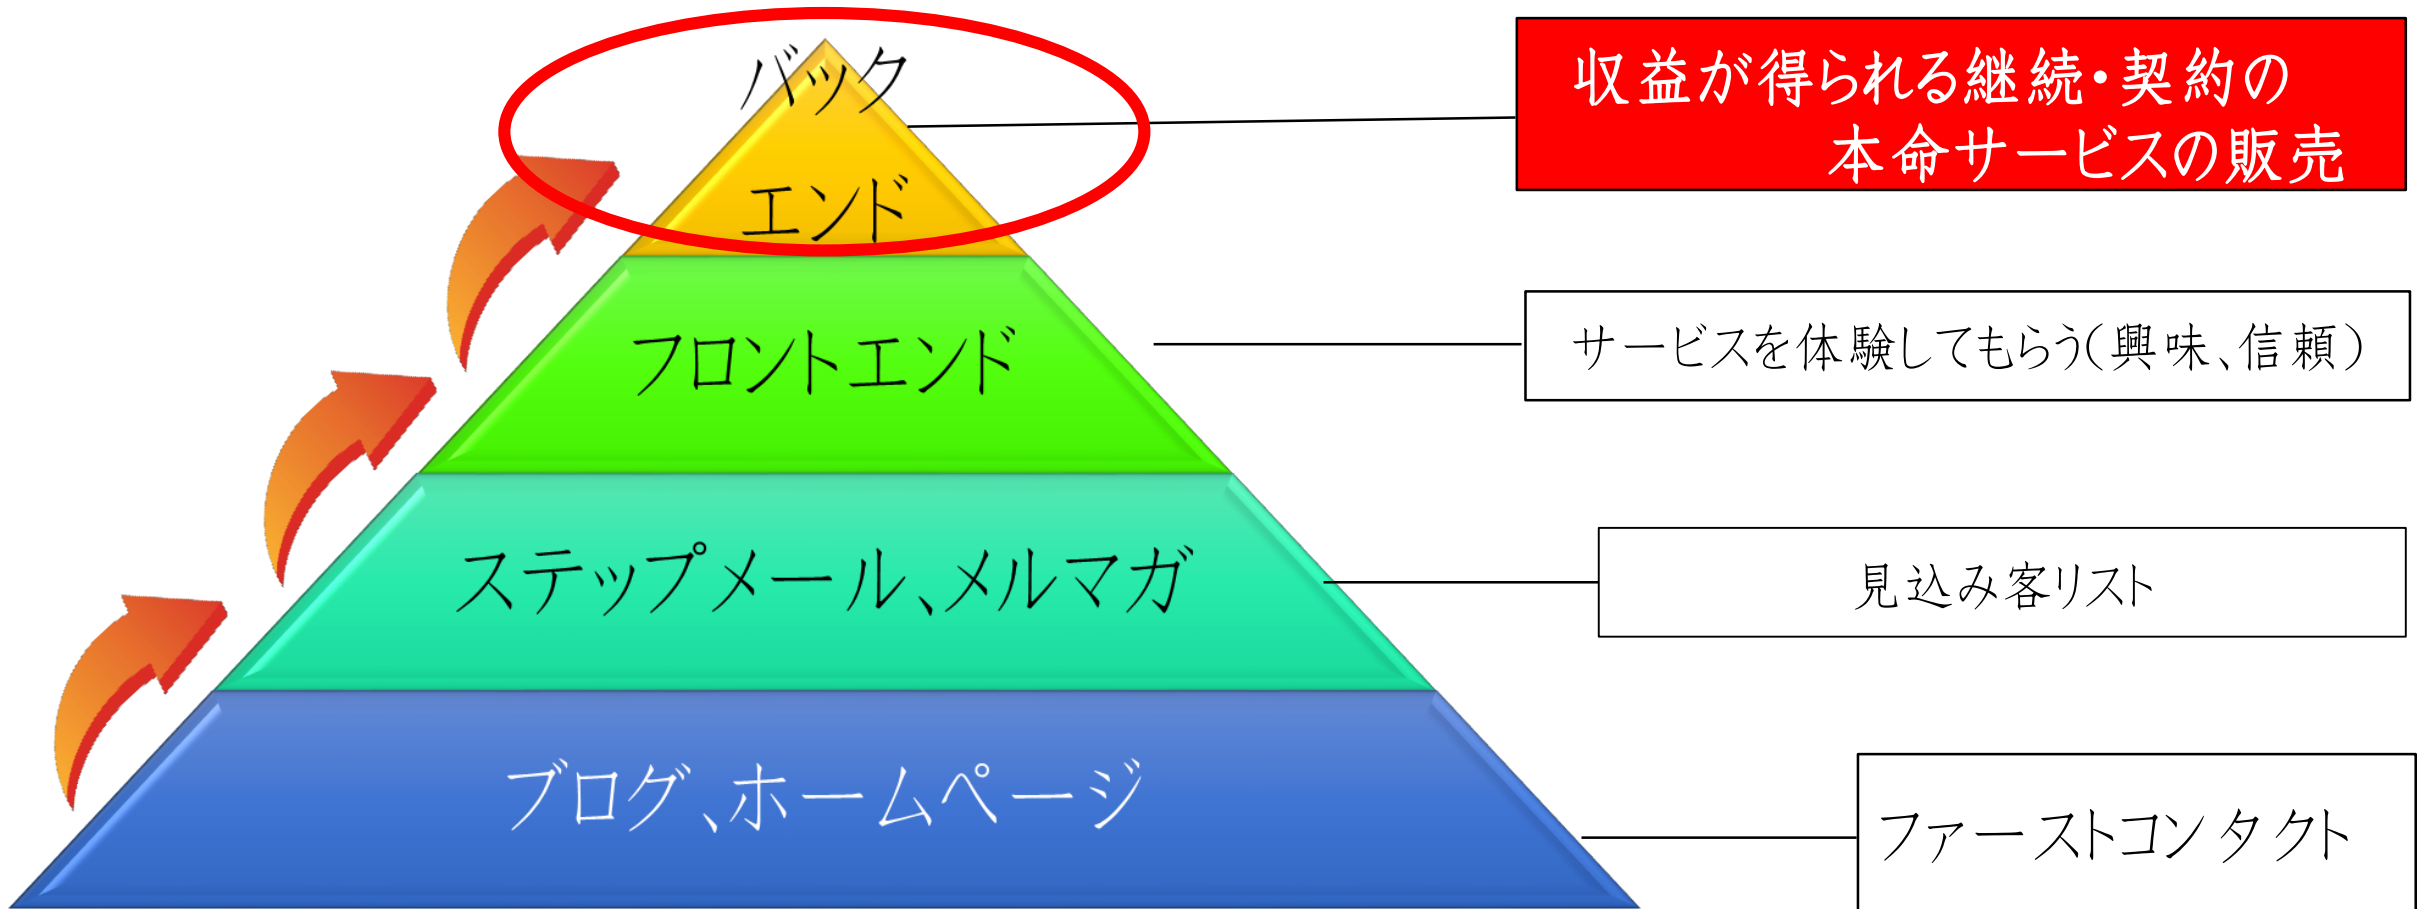 バック
エンド
収益が得られる継続・契約の
本命サービスの販売
フロントエンド
サービスを体験してもらう(興味、信頼)
ステップメール、メルマガ
見込み客リスト
ブログ、ホームページ
ファーストコンタクト